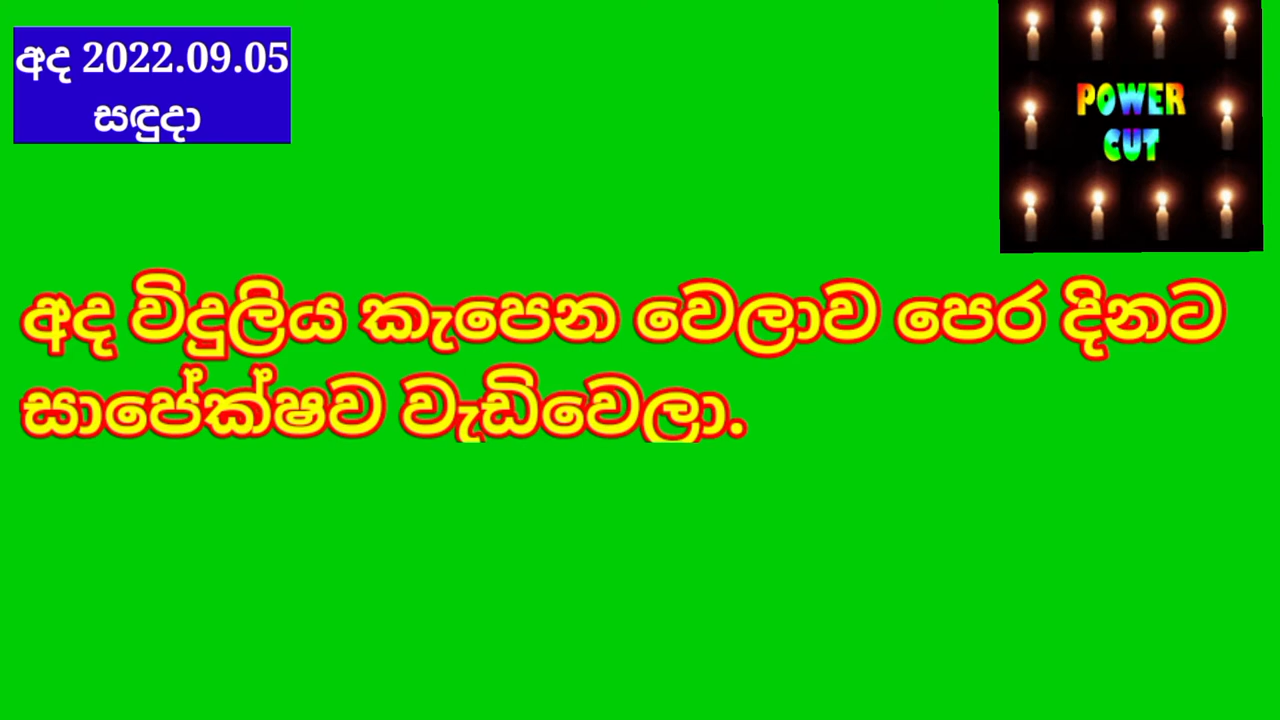 අද 2022.09.05
සඳුදා
POWER
CUT
අද විදුලිය කැපෙන වෙලාව පෙර දිනට
සාපේක්ෂව වැඩිවෙලා.